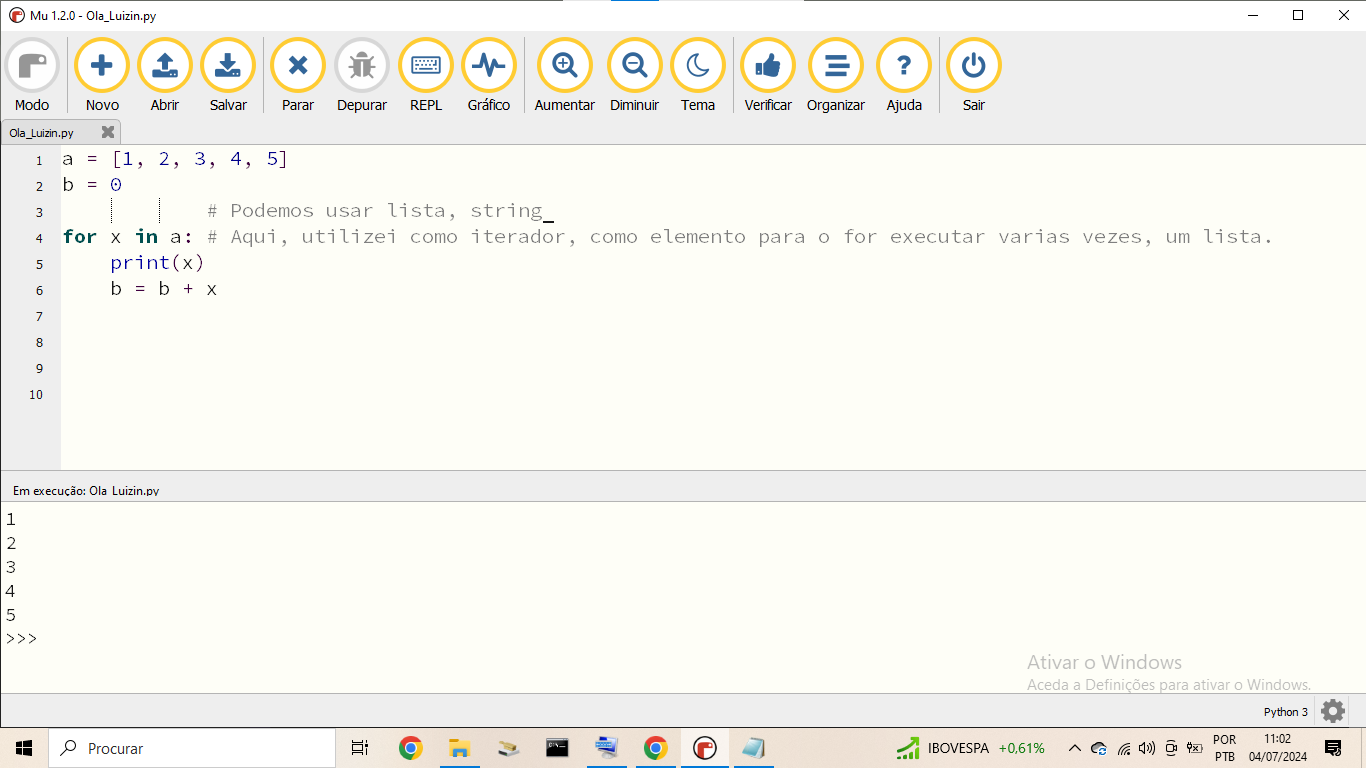 Mu 1.2.0 - Ola_Luizin.py
Modo Novo Abrir Salvar Parar Depurar REPL Gráfico Aumentar Diminuir Tema Verificar Organizar Ajuda Sair
Ola_Luizin.py
1 a = [1, 2, 3, 4, 5]
2 b = 0
3 # Podemos usar lista, string_
4 for x in a: # Aqui, utilizei como iterador, como elemento para o for executar varias vezes, um lista.
5 print(x)
6 b = b + x
7
8
9
10
Em execução: Ola_Luizin.py
1
2
3
4
5
>>>
Ativar o Windows
Aceda a Definições para ativar o Windows.
Python 3
Procurar IBOVESPA +0,61% POR 11:02
PTB 04/07/2024